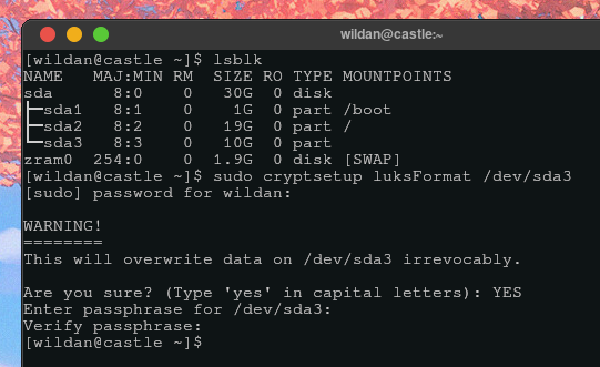 wildan@castle:~
[wildan@castle ~]$ lsblk
NAME   MAJ:MIN RM  SIZE RO TYPE MOUNTPOINTS
sda      8:0    0   30G  0 disk
├─sda1   8:1    0    1G  0 part /boot
├─sda2   8:2    0   19G  0 part /
└─sda3   8:3    0   10G  0 part
zram0  254:0    0  1.9G  0 disk [SWAP]
[wildan@castle ~]$ sudo cryptsetup luksFormat /dev/sda3
[sudo] password for wildan:
WARNING!
========
This will overwrite data on /dev/sda3 irrevocably.
Are you sure? (Type 'yes' in capital letters): YES
Enter passphrase for /dev/sda3:
Verify passphrase:
[wildan@castle ~]$